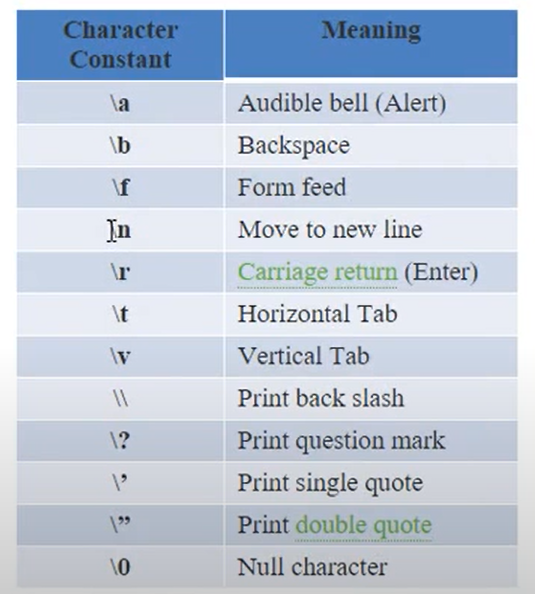 Character Constant Meaning
\a Audible bell (Alert)
\b Backspace
\f Form feed
\n Move to new line
\r Carriage return (Enter)
\t Horizontal Tab
\v Vertical Tab
\\ Print back slash
\? Print question mark
\’ Print single quote
\” Print double quote
\0 Null character